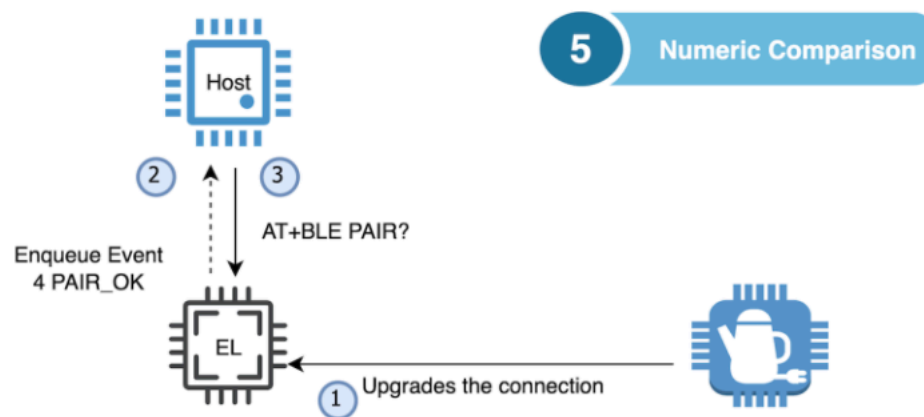 5 Numeric Comparison
Host
2
3
AT+BLE PAIR?
Enqueue Event
4 PAIR_OK
EL
1
Upgrades the connection